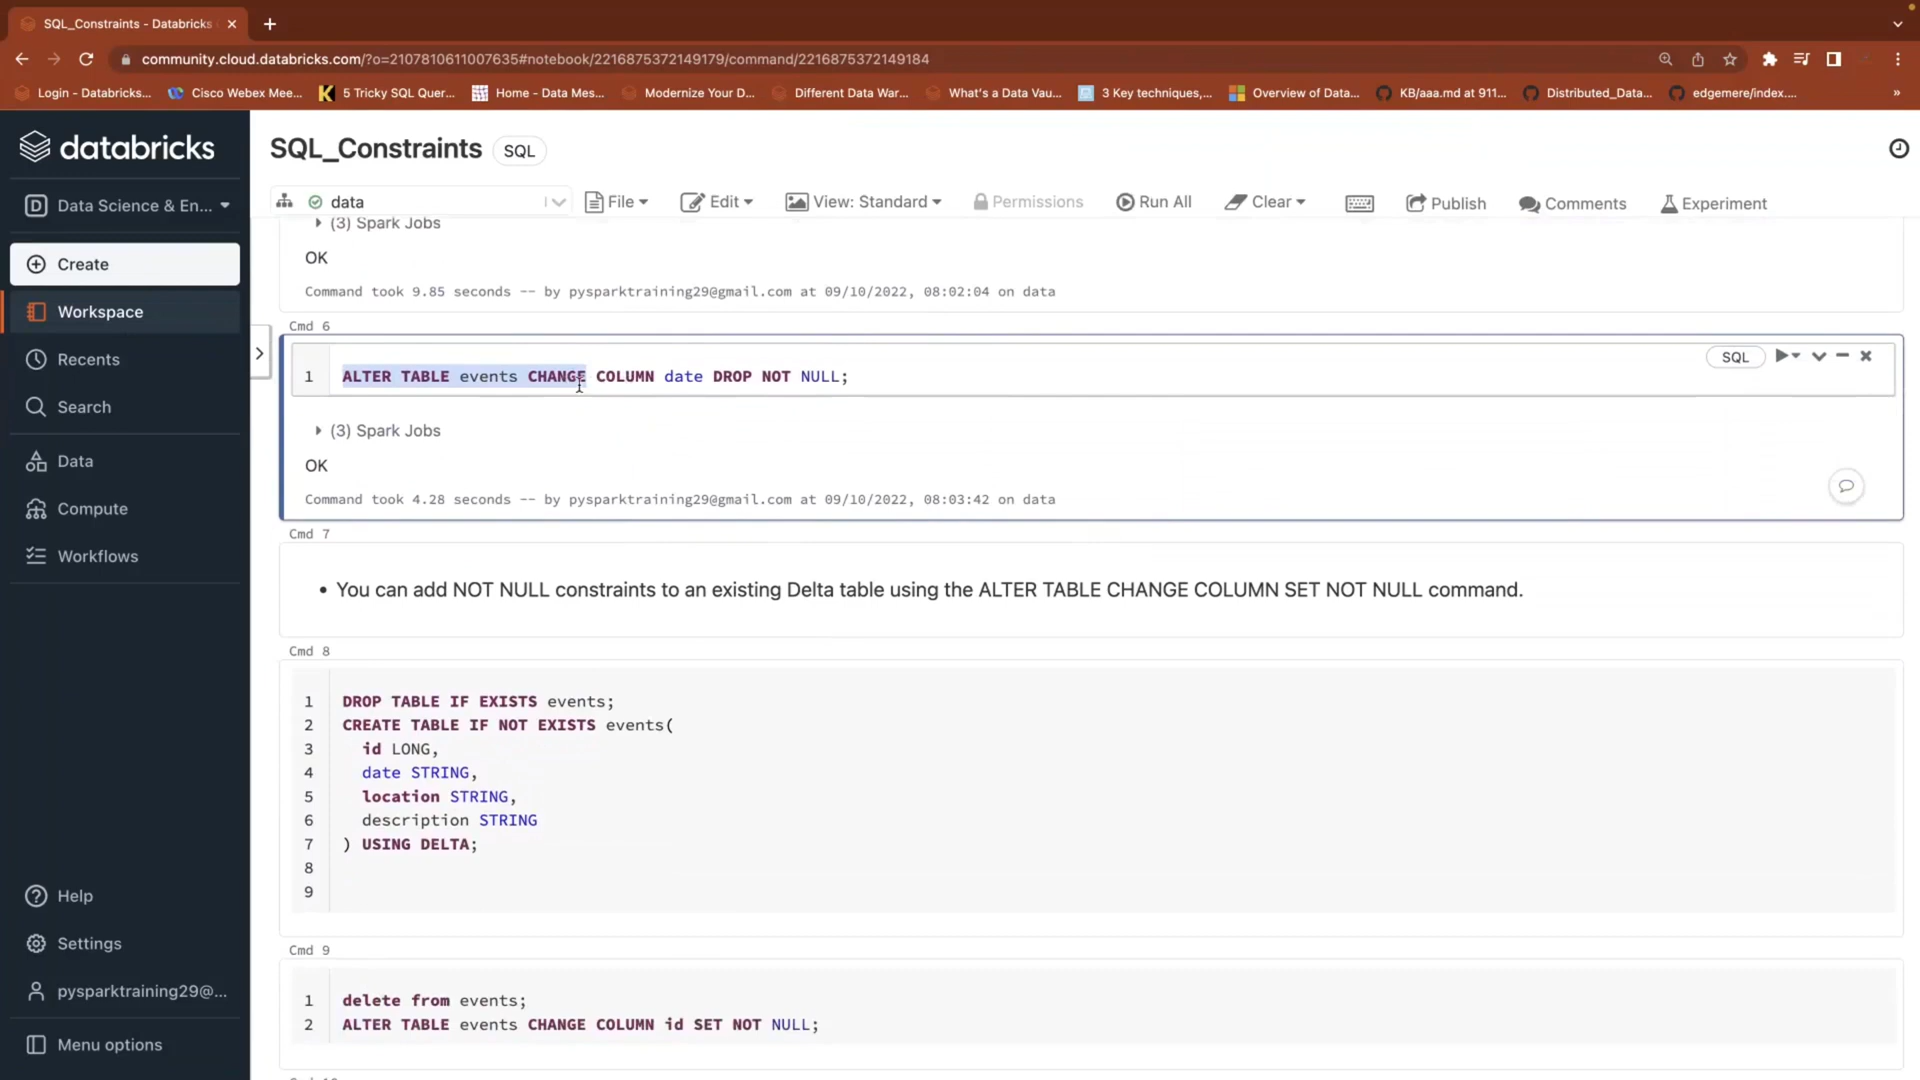 SQL_Constraints - Databricks
community.cloud.databricks.com/?o=2107810611007635#notebook/2216875372149179/command/2216875372149184
Login - Databricks... Cisco Webex Mee... 5 Tricky SQL Quer... Home - Data Mes... Modernize Your D... Different Data War... What's a Data Vau... 3 Key techniques,... Overview of Data... KB/aaa.md at 911... Distributed_Data... edgemere/index.... »
databricks
SQL_Constraints SQL
D Data Science & En...
data File Edit View: Standard Permissions Run All Clear Publish Comments Experiment
(3) Spark Jobs
OK
Command took 9.85 seconds -- by pysparktraining29@gmail.com at 09/10/2022, 08:02:04 on data
Create
Workspace
Recents
Search
Data
Compute
Workflows
Help
Settings
pysparktraining29@...
Menu options
Cmd 6
SQL
1 ALTER TABLE events CHANGE COLUMN date DROP NOT NULL;
(3) Spark Jobs
OK
Command took 4.28 seconds -- by pysparktraining29@gmail.com at 09/10/2022, 08:03:42 on data
Cmd 7
• You can add NOT NULL constraints to an existing Delta table using the ALTER TABLE CHANGE COLUMN SET NOT NULL command.
Cmd 8
1 DROP TABLE IF EXISTS events;
2 CREATE TABLE IF NOT EXISTS events(
3 id LONG,
4 date STRING,
5 location STRING,
6 description STRING
7 ) USING DELTA;
8
9
Cmd 9
1 delete from events;
2 ALTER TABLE events CHANGE COLUMN id SET NOT NULL;